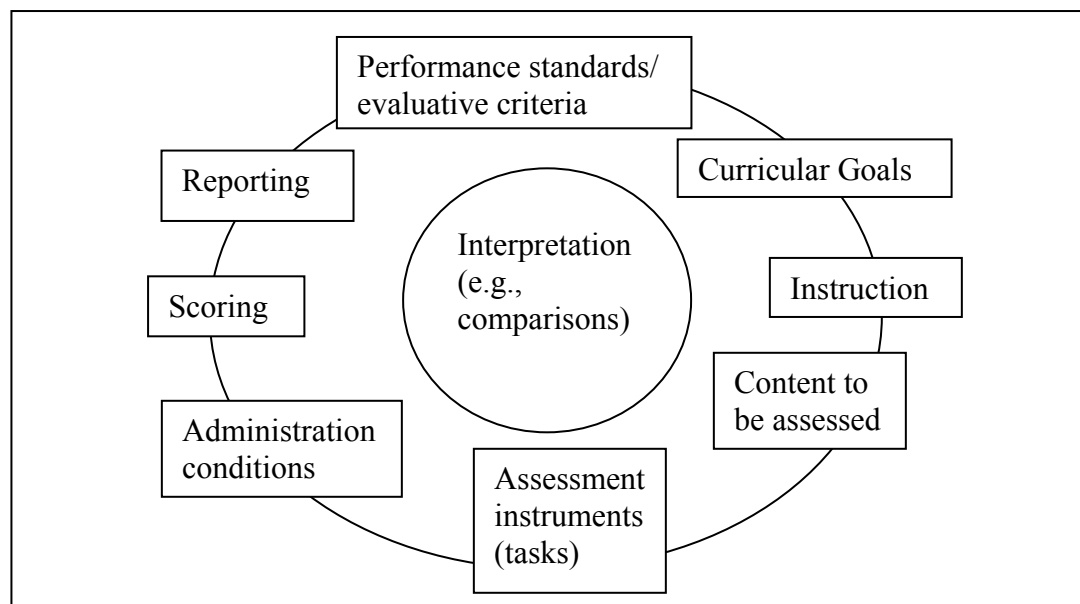 Performance standards/
evaluative criteria
Curricular Goals
Instruction
Content to
be assessed
Assessment
instruments
(tasks)
Administration
conditions
Scoring
Reporting
Interpretation
(e.g.,
comparisons)